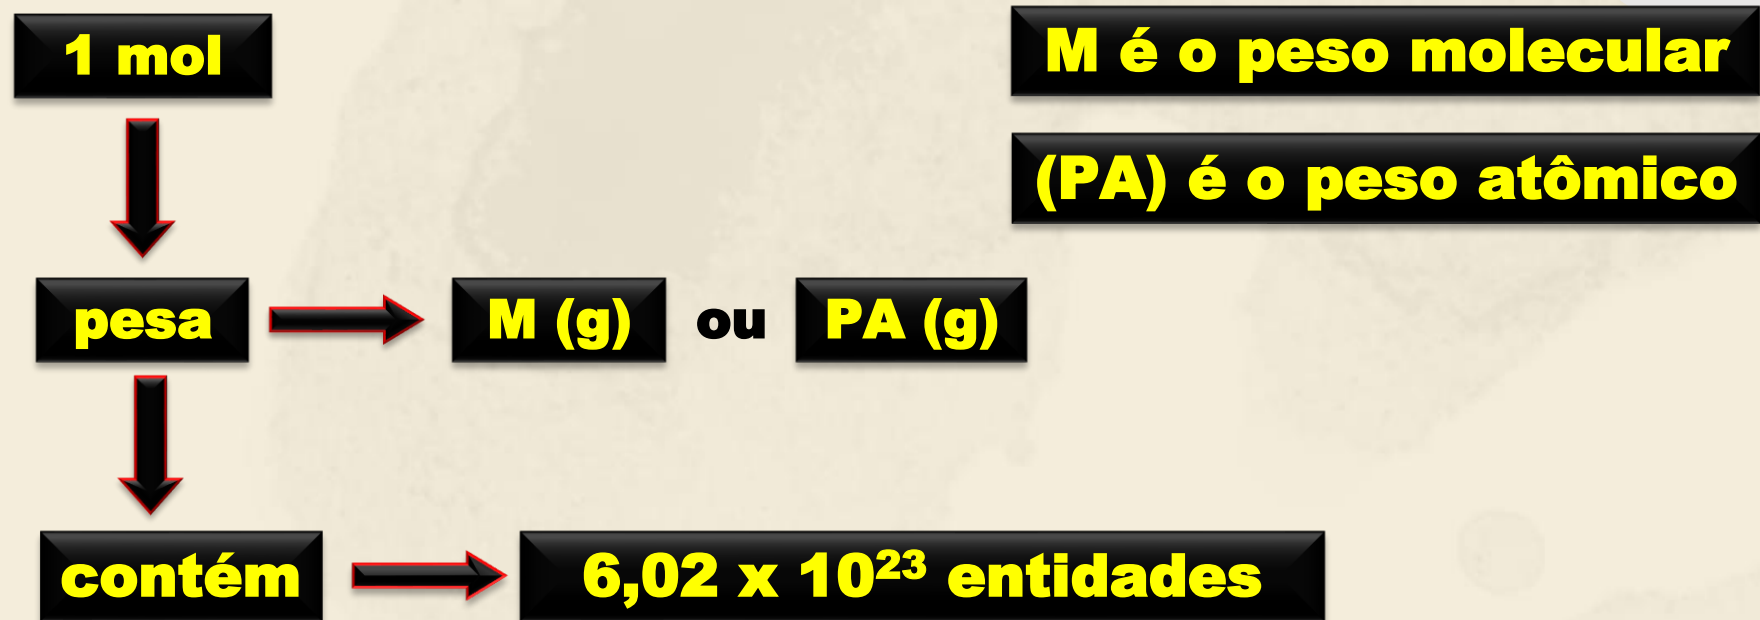 1 mol
M é o peso molecular
(PA) é o peso atômico
pesa
M (g) ou PA (g)
contém
6,02 x 10²³ entidades